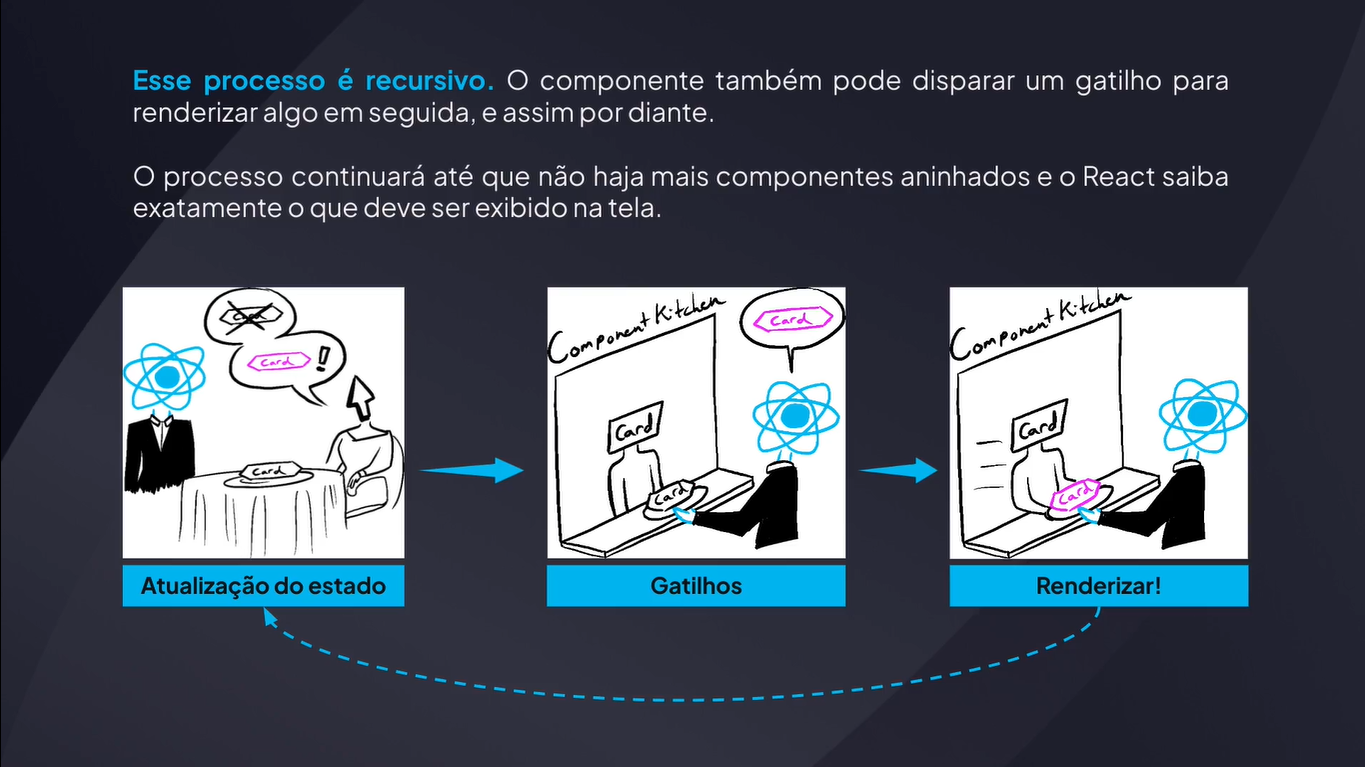 Esse processo é recursivo. O componente também pode disparar um gatilho para
renderizar algo em seguida, e assim por diante.
O processo continuará até que não haja mais componentes aninhados e o React saiba
exatamente o que deve ser exibido na tela.
Card
Card !
Card
Component Kitchen
Card
Card
Card
Component Kitchen
Card
Card
Atualização do estado
Gatilhos
Renderizar!